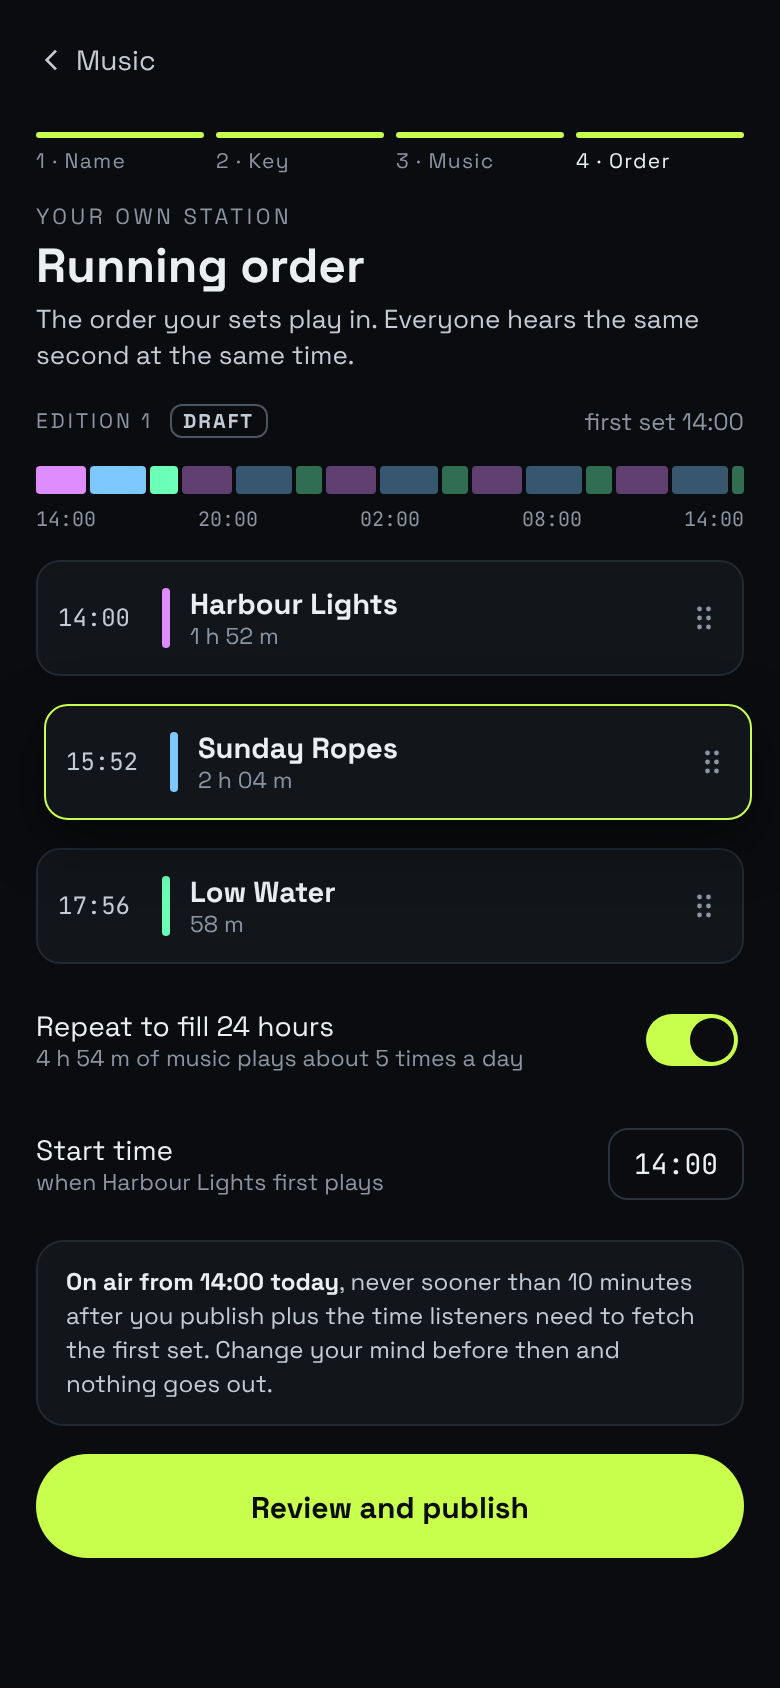 Music
1 · Name
2 · Key
3 · Music
4 · Order
YOUR OWN STATION
Running order
The order your sets play in. Everyone hears the same
second at the same time.
EDITION 1 DRAFT first set 14:00
14:00 20:00 02:00 08:00 14:00
14:00 Harbour Lights
1 h 52 m
15:52 Sunday Ropes
2 h 04 m
17:56 Low Water
58 m
Repeat to fill 24 hours
4 h 54 m of music plays about 5 times a day
Start time
when Harbour Lights first plays
14:00
On air from 14:00 today, never sooner than 10 minutes
after you publish plus the time listeners need to fetch
the first set. Change your mind before then and
nothing goes out.
Review and publish